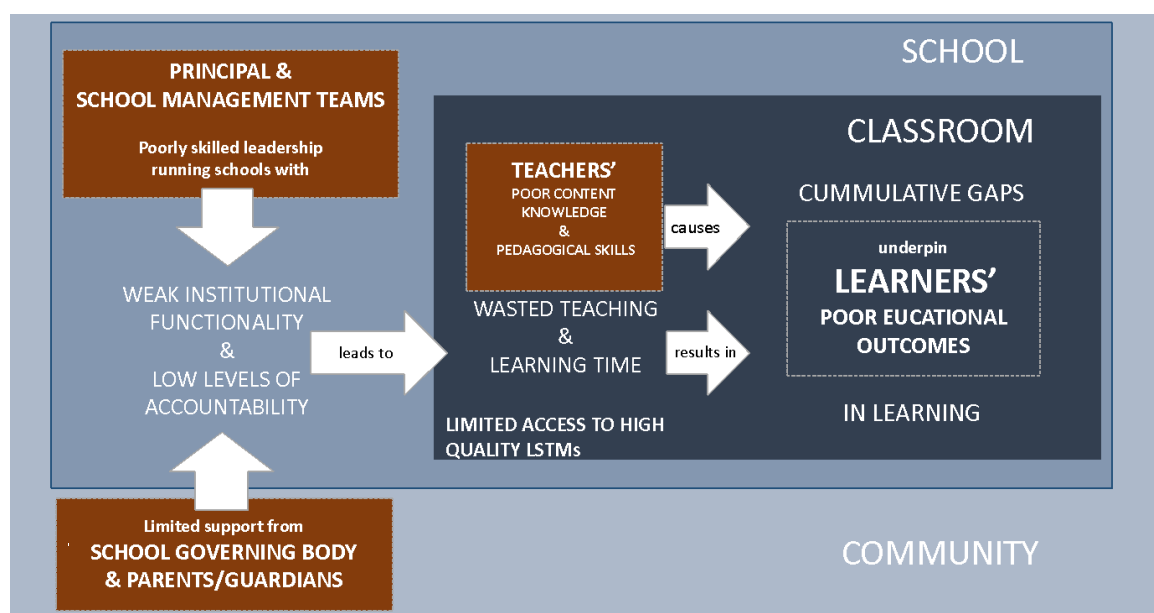 SCHOOL
PRINCIPAL &
SCHOOL MANAGEMENT TEAMS
Poorly skilled leadership
running schools with
WEAK INSTITUTIONAL
FUNCTIONALITY
&
LOW LEVELS OF
ACCOUNTABILITY
leads to
CLASSROOM
TEACHERS’
POOR CONTENT
KNOWLEDGE
&
PEDAGOGICAL SKILLS
causes
WASTED TEACHING
&
LEARNING TIME
results in
LIMITED ACCESS TO HIGH
QUALITY LSTMs
CUMMULATIVE GAPS
underpin
LEARNERS’
POOR EUCATIONAL
OUTCOMES
IN LEARNING
Limited support from
SCHOOL GOVERNING BODY
& PARENTS/GUARDIANS
COMMUNITY